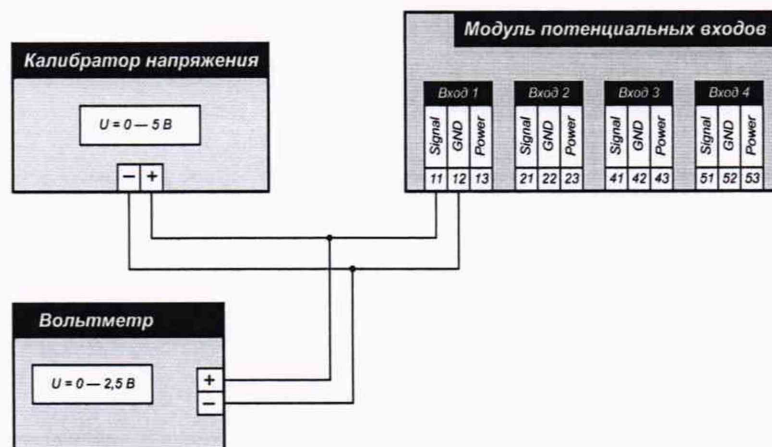 Модуль потенциальных входов
Калибратор напряжения
U = 0 — 5 В
− +
Вход 1 Вход 2 Вход 3 Вход 4
Signal GND Power Signal GND Power Signal GND Power Signal GND Power
11 12 13 21 22 23 41 42 43 51 52 53
Вольтметр
U = 0 — 2,5 В
+
−